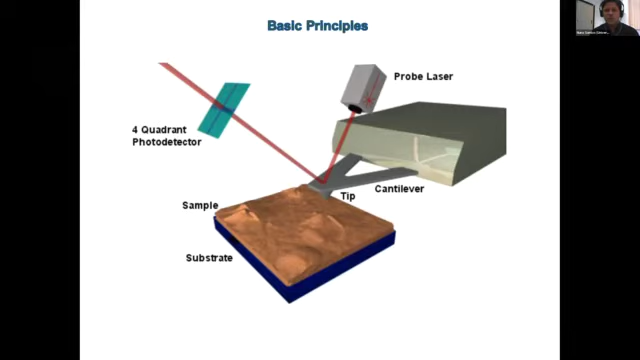 Basic Principles
Probe Laser
4 Quadrant
Photodetector
Cantilever
Tip
Sample
Substrate